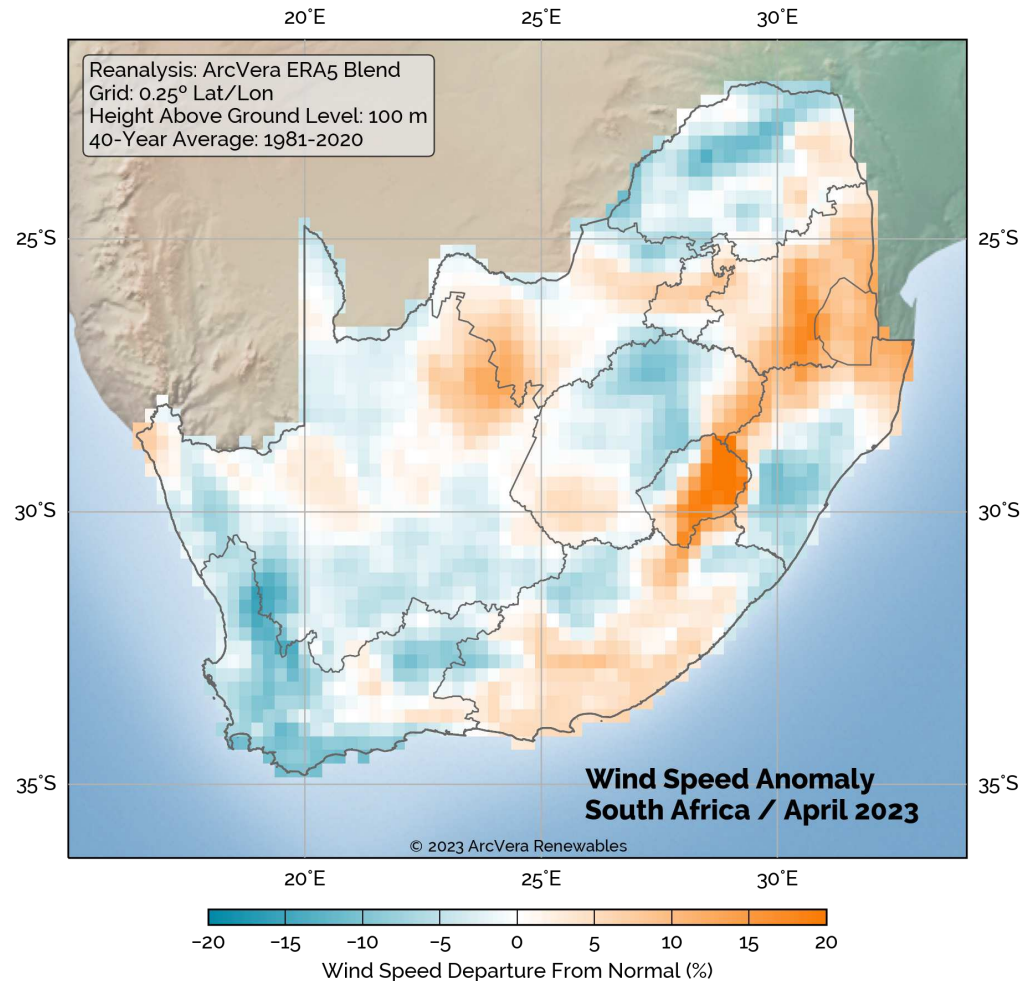 20°E 25°E 30°E
Reanalysis: ArcVera ERA5 Blend
Grid: 0.25º Lat/Lon
Height Above Ground Level: 100 m
40-Year Average: 1981-2020
25°S 25°S
30°S 30°S
35°S 35°S
Wind Speed Anomaly
South Africa / April 2023
© 2023 ArcVera Renewables
20°E 25°E 30°E
−20 −15 −10 −5 0 5 10 15 20
Wind Speed Departure From Normal (%)